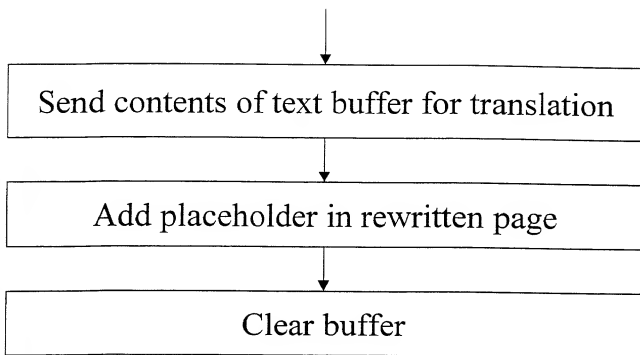 Send contents of text buffer for translation
Add placeholder in rewritten page
Clear buffer